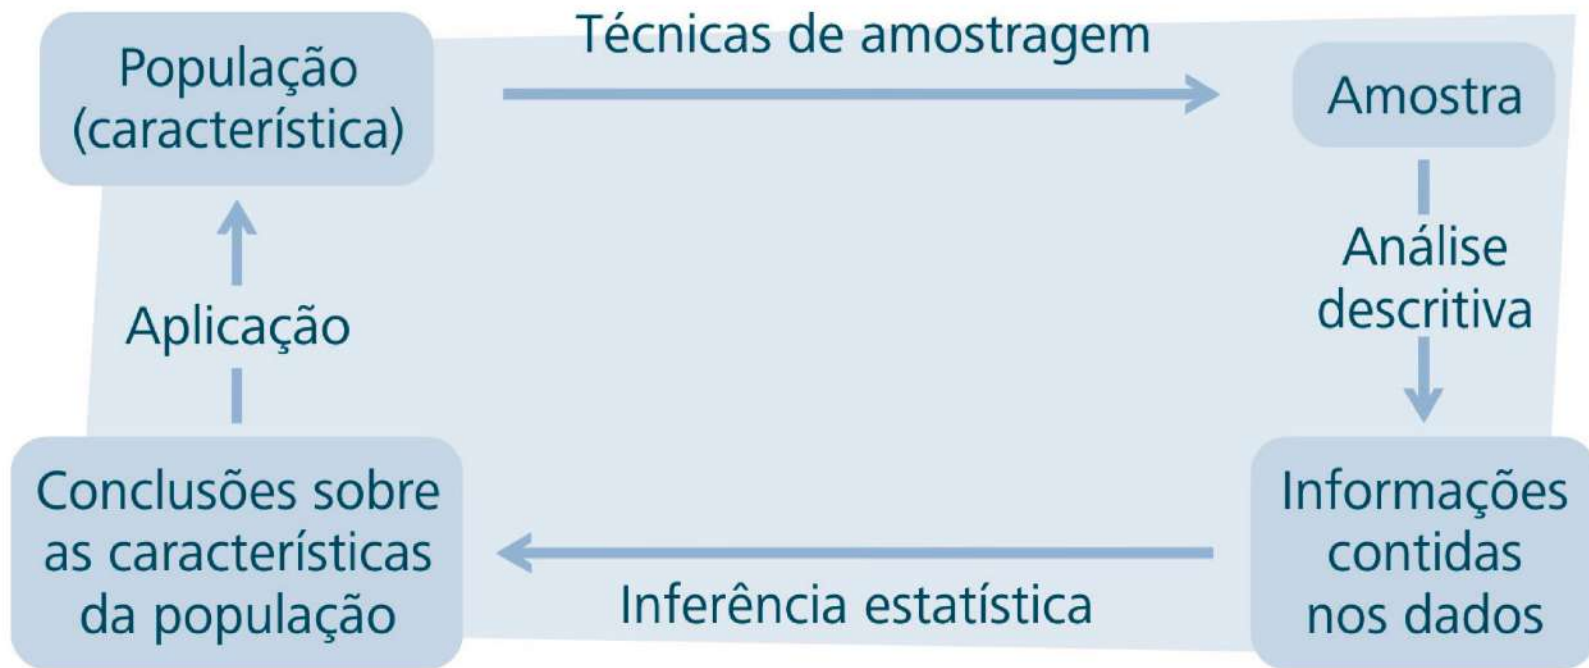 População
(característica)
Técnicas de amostragem
Amostra
Análise
descritiva
Informações
contidas
nos dados
Inferência estatística
Conclusões sobre
as características
da população
Aplicação